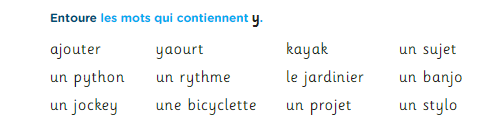 Entoure les mots qui contiennent y.
ajouter yaourt kayak un sujet
un python un rythme le jardinier un banjo
un jockey une bicyclette un projet un stylo